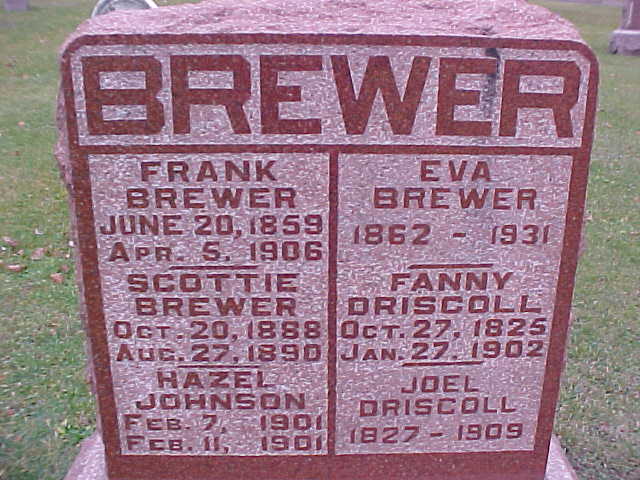 BREWER
FRANK
BREWER
JUNE 20, 1859
APR. 5, 1906
SCOTTIE
BREWER
OCT. 20, 1888
AUG. 27, 1890
HAZEL
JOHNSON
FEB. 7, 1901
FEB. 11, 1901
EVA
BREWER
1862 - 1931
FANNY
DRISCOLL
OCT. 27, 1825
JAN. 27, 1902
JOEL
DRISCOLL
1827 - 1909